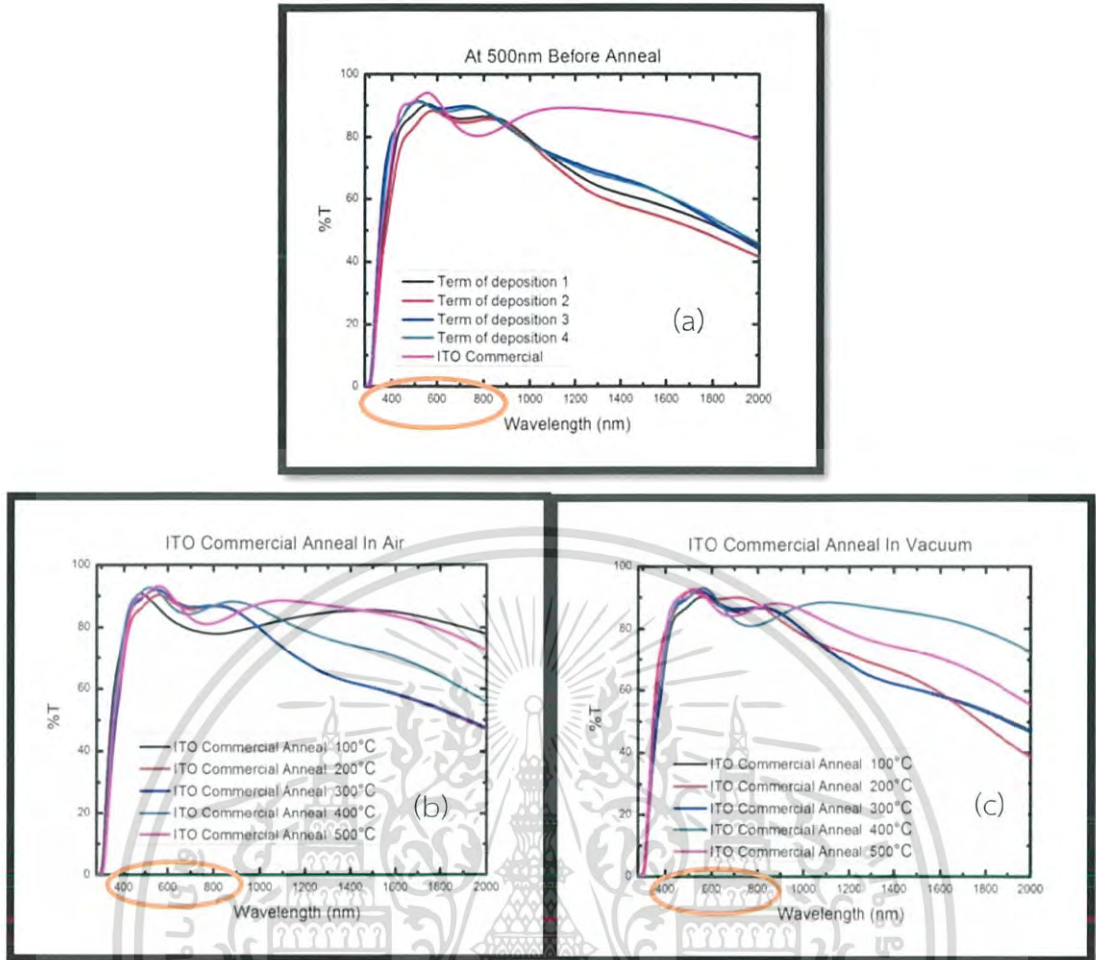 At 500nm Before Anneal
100
80
60
40
20
0
%T
Term of deposition 1
Term of deposition 2
Term of deposition 3
Term of deposition 4
ITO Commercial
(a)
400 600 800 1000 1200 1400 1600 1800 2000
Wavelength (nm)
ITO Commercial Anneal In Air
100
80
60
40
20
0
%T
ITO Commercial Anneal 100°C
ITO Commercial Anneal 200°C
ITO Commercial Anneal 300°C
ITO Commercial Anneal 400°C
ITO Commercial Anneal 500°C
(b)
400 600 800 1000 1200 1400 1600 1800 2000
Wavelength (nm)
ITO Commercial Anneal In Vacuum
100
80
60
40
20
0
%T
ITO Commercial Anneal 100°C
ITO Commercial Anneal 200°C
ITO Commercial Anneal 300°C
ITO Commercial Anneal 400°C
ITO Commercial Anneal 500°C
(c)
400 600 800 1000 1200 1400 1600 1800 2000
Wavelength (nm)